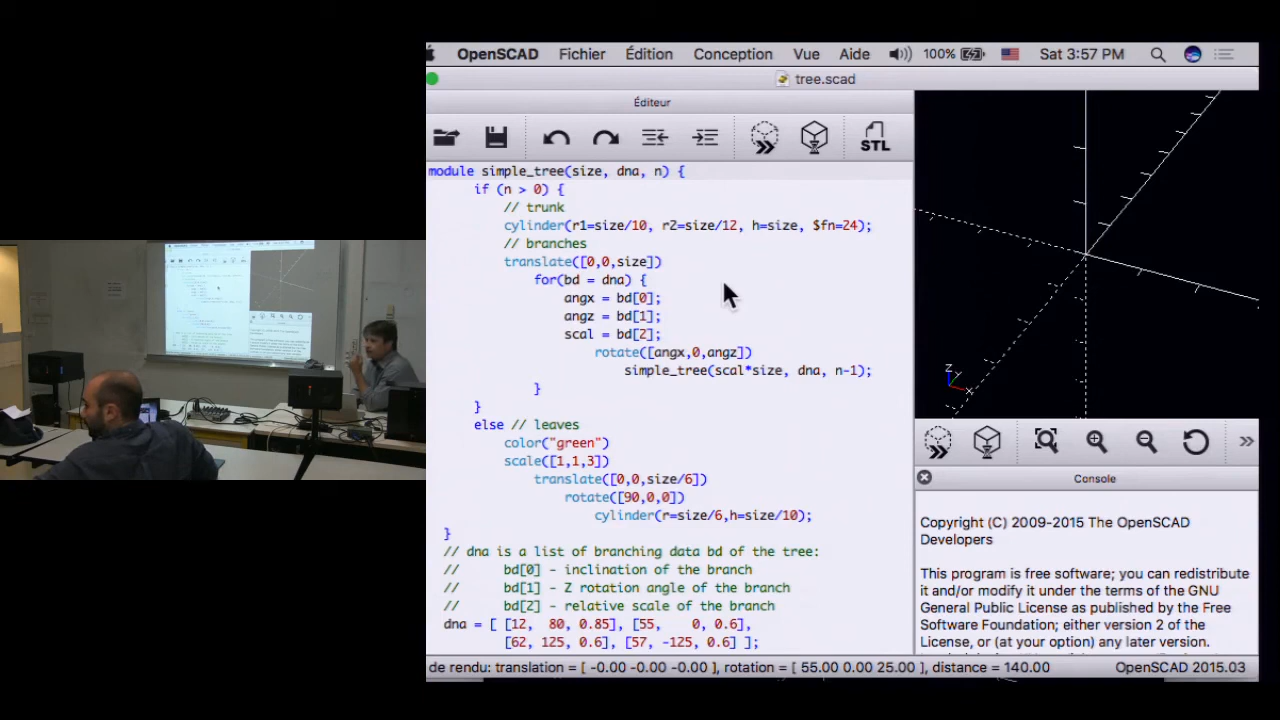 OpenSCAD Fichier Édition Conception Vue Aide 100% Sat 3:57 PM
tree.scad
Éditeur
STL
module simple_tree(size, dna, n) {
if (n > 0) {
// trunk
cylinder(r1=size/10, r2=size/12, h=size, $fn=24);
// branches
translate([0,0,size])
for(bd = dna) {
angx = bd[0];
angz = bd[1];
scal = bd[2];
rotate([angx,0,angz])
simple_tree(scal*size, dna, n-1);
}
}
else // leaves
color("green")
scale([1,1,3])
translate([0,0,size/6])
rotate([90,0,0])
cylinder(r=size/6,h=size/10);
}
// dna is a list of branching data bd of the tree:
// bd[0] - inclination of the branch
// bd[1] - Z rotation angle of the branch
// bd[2] - relative scale of the branch
dna = [ [12, 80, 0.85], [55, 0, 0.6],
[62, 125, 0.6], [57, -125, 0.6] ];
Z
Console
Copyright (C) 2009-2015 The OpenSCAD
Developers
This program is free software; you can redistribute
it and/or modify it under the terms of the GNU
General Public License as published by the Free
Software Foundation; either version 2 of the
License, or (at your option) any later version.
de rendu: translation = [ -0.00 -0.00 -0.00 ], rotation = [ 55.00 0.00 25.00 ], distance = 140.00 OpenSCAD 2015.03